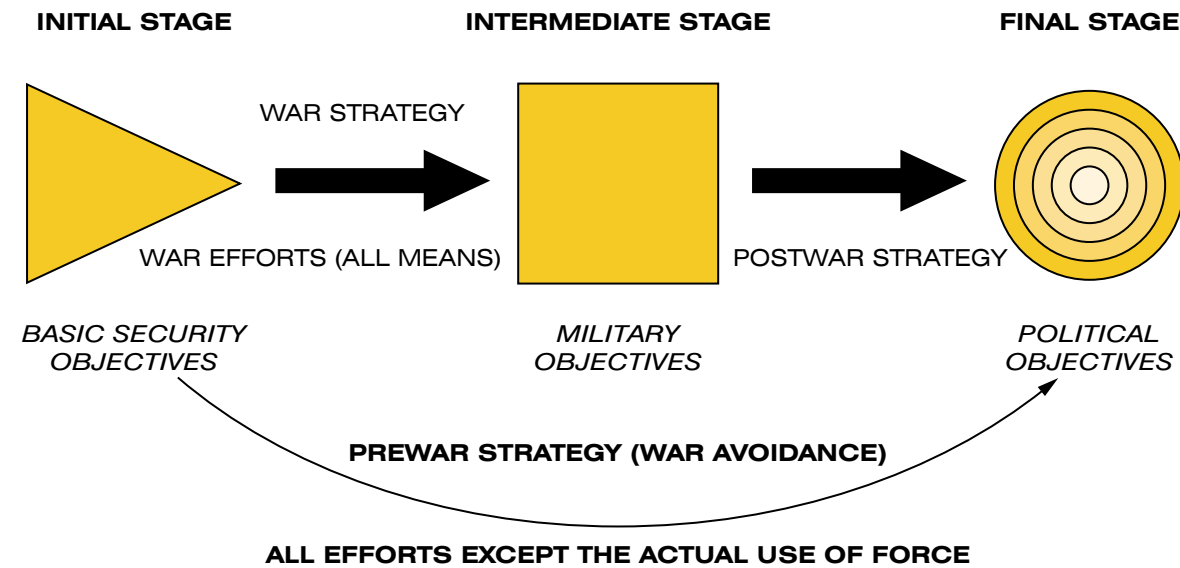 INITIAL STAGE
INTERMEDIATE STAGE
FINAL STAGE
WAR STRATEGY
WAR EFFORTS (ALL MEANS)
POSTWAR STRATEGY
BASIC SECURITY
OBJECTIVES
MILITARY
OBJECTIVES
POLITICAL
OBJECTIVES
PREWAR STRATEGY (WAR AVOIDANCE)
ALL EFFORTS EXCEPT THE ACTUAL USE OF FORCE